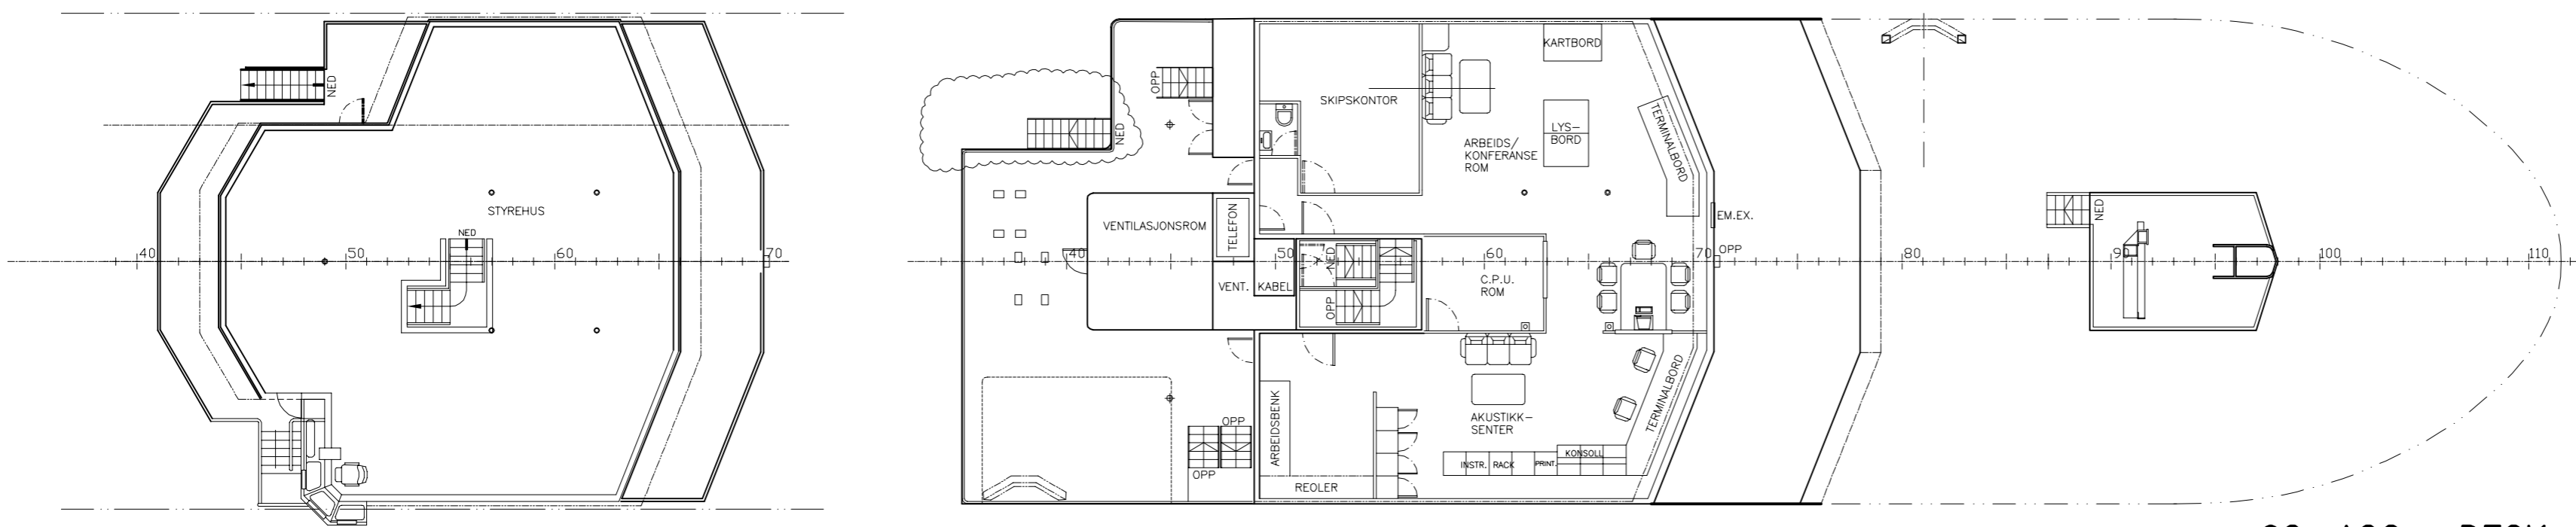 NED
STYREHUS
NED
40
50
60
70
OPP
NED
VENTILASJONSROM
TELEFON
40
50
VENT.
KABEL
NED
OPP
SKIPSKONTOR
KARTBORD
LYS-
BORD
ARBEIDS/
KONFERANSE
ROM
TERMINALBORD
EM.EX.
OPP
60
70
C.P.U.
ROM
80
NED
90
100
110
ARBEIDSBENK
REOLER
OPP
OPP
AKUSTIKK-
SENTER
TERMINALBORD
INSTR.
RACK
PRINT.
KONSOLL